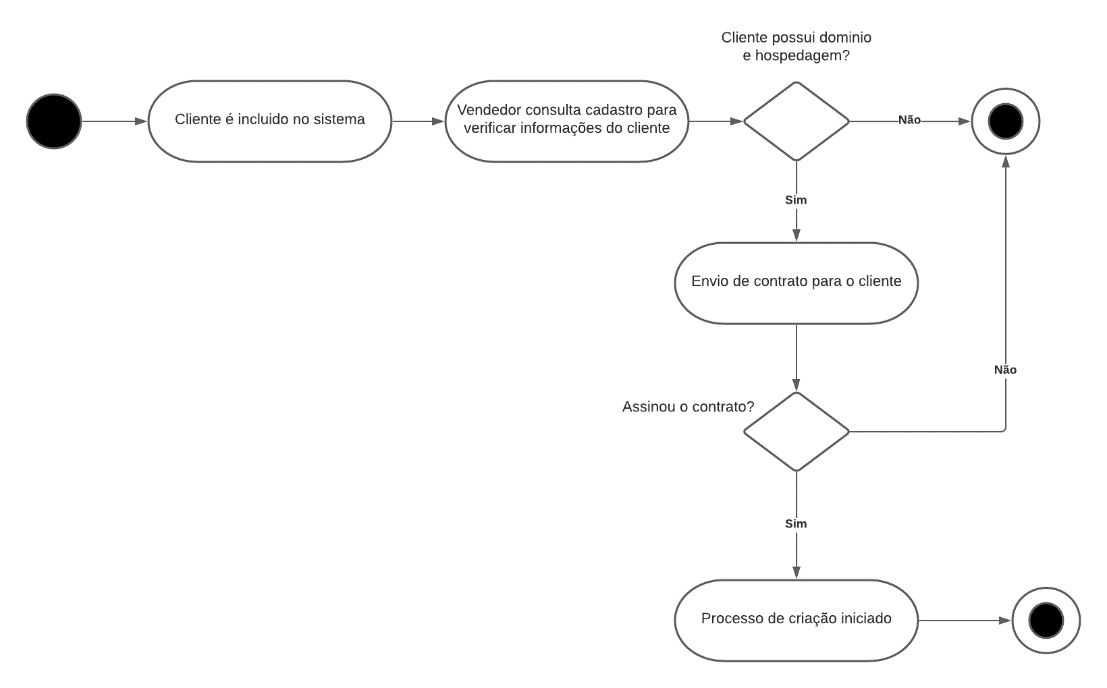 Cliente possui dominio
e hospedagem?
Cliente é incluido no sistema
Vendedor consulta cadastro para
verificar informações do cliente
Não
Sim
Envio de contrato para o cliente
Não
Assinou o contrato?
Sim
Processo de criação iniciado